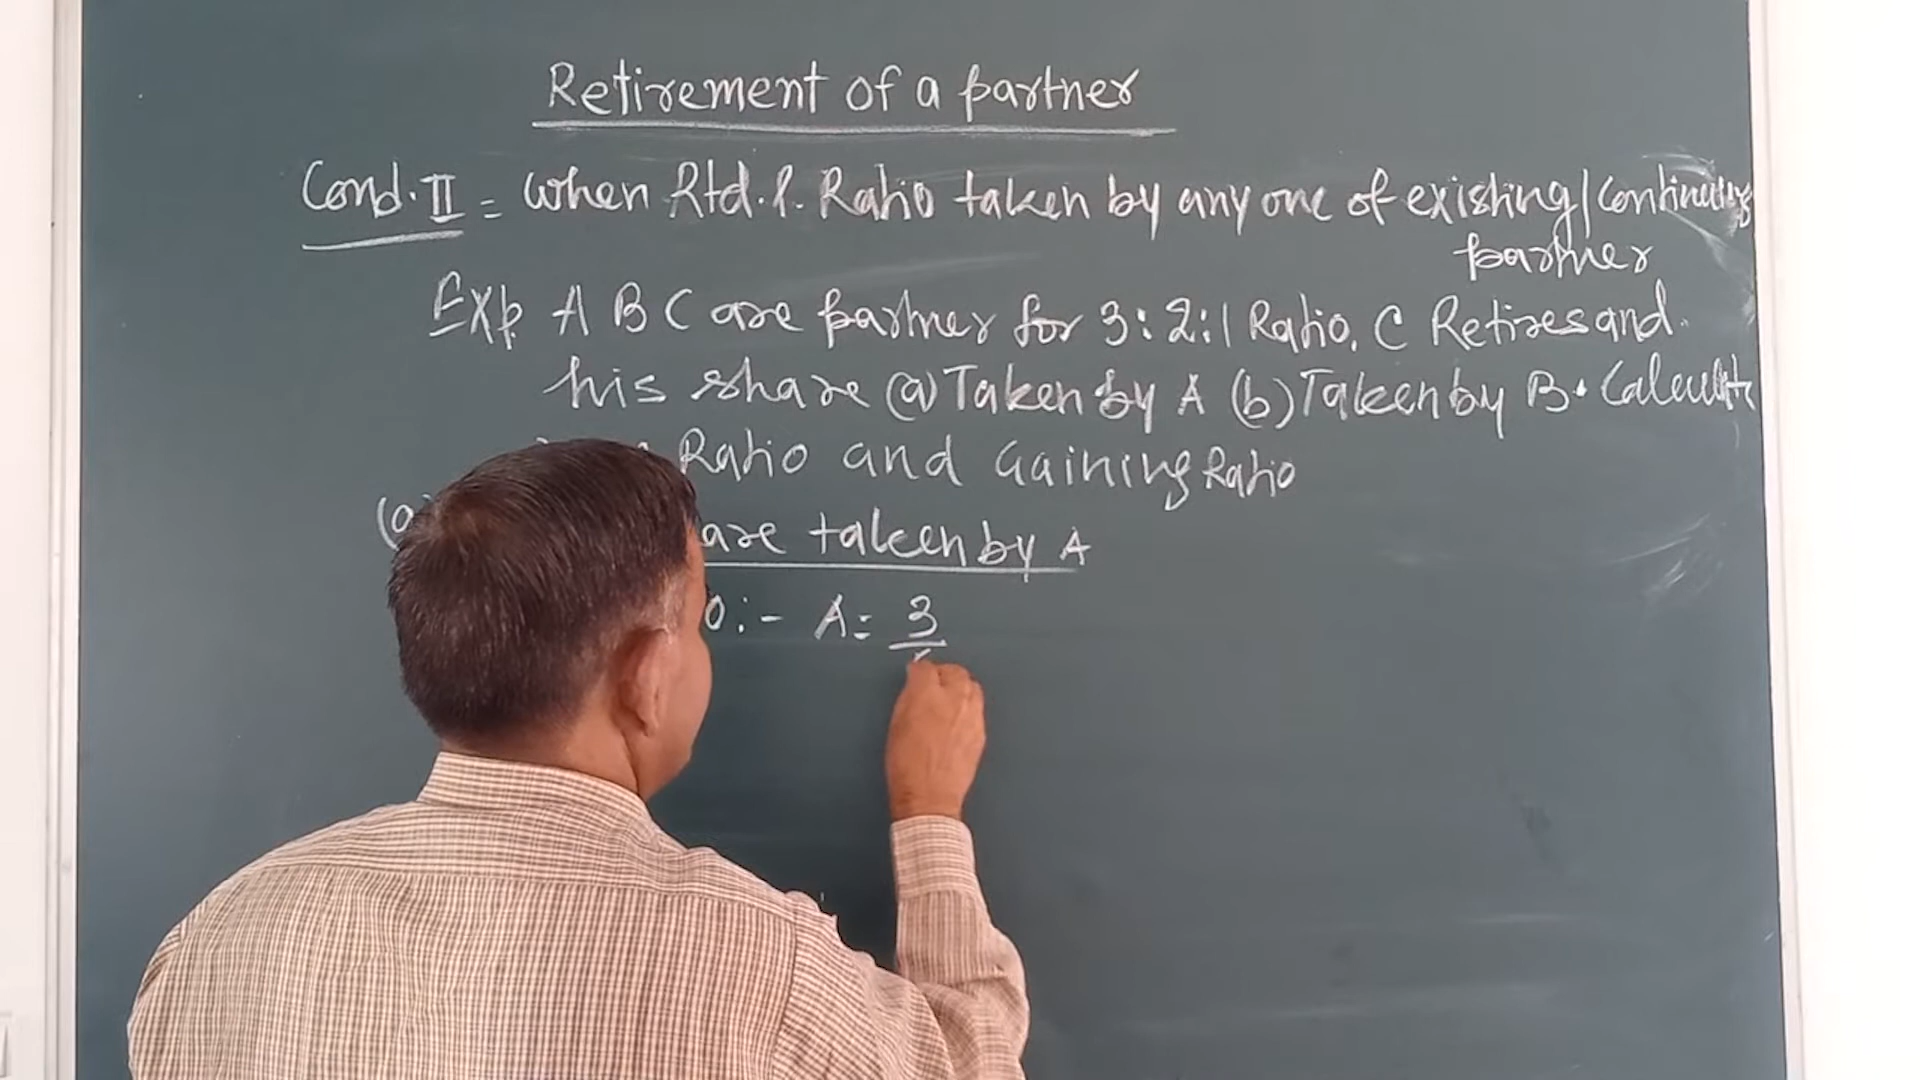 Retirement of a partner
Cond. II = When Rtd. P. Ratio taken by any one of existing/Continuing
partner
Exp. A B C are partner for 3:2:1 Ratio. C Retires and
his share (a) Taken by A (b) Taken by B. Calculate
Ratio and Gaining Ratio
(a are taken by A
o:- A = 3